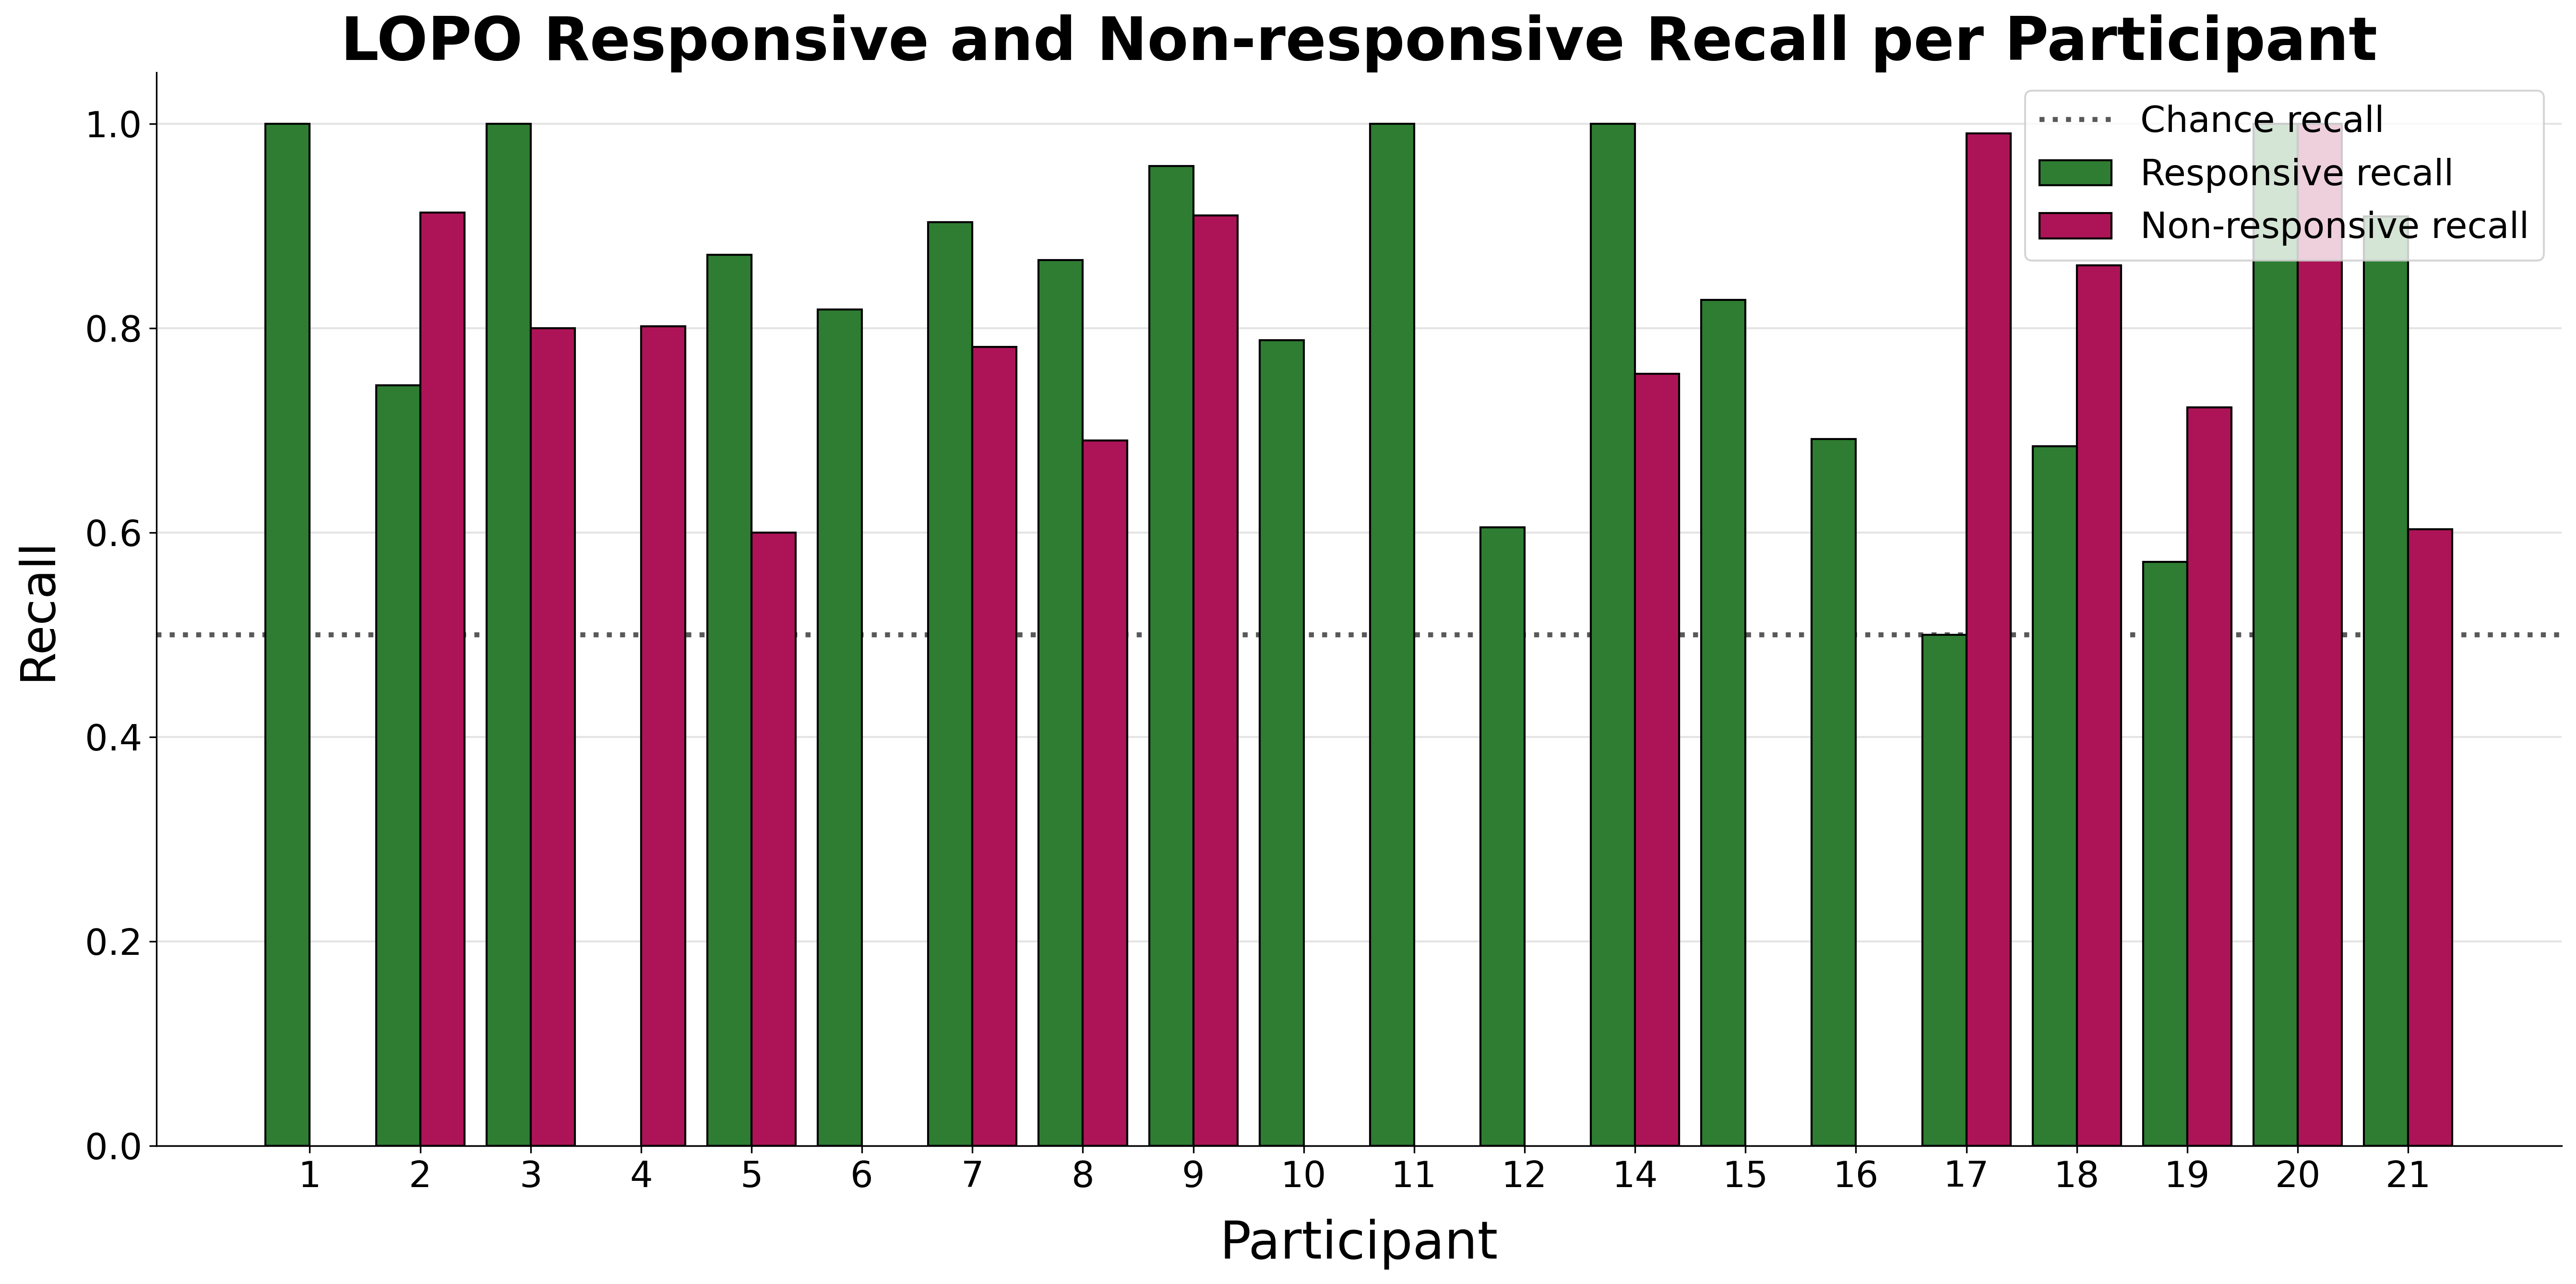 LOPO Responsive and Non-responsive Recall per Participant
Chance recall
Responsive recall
Non-responsive recall
1.0
0.8
0.6
0.4
0.2
0.0
Recall
1 2 3 4 5 6 7 8 9 10 11 12 14 15 16 17 18 19 20 21
Participant